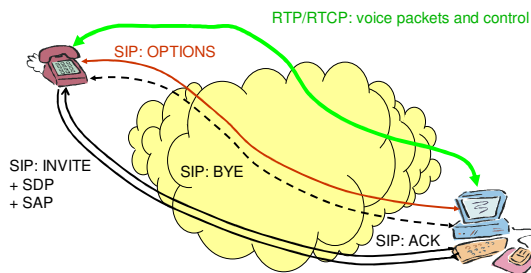 RTP/RTCP: voice packets and control
SIP: OPTIONS
SIP: INVITE
+ SDP
+ SAP
SIP: BYE
SIP: ACK